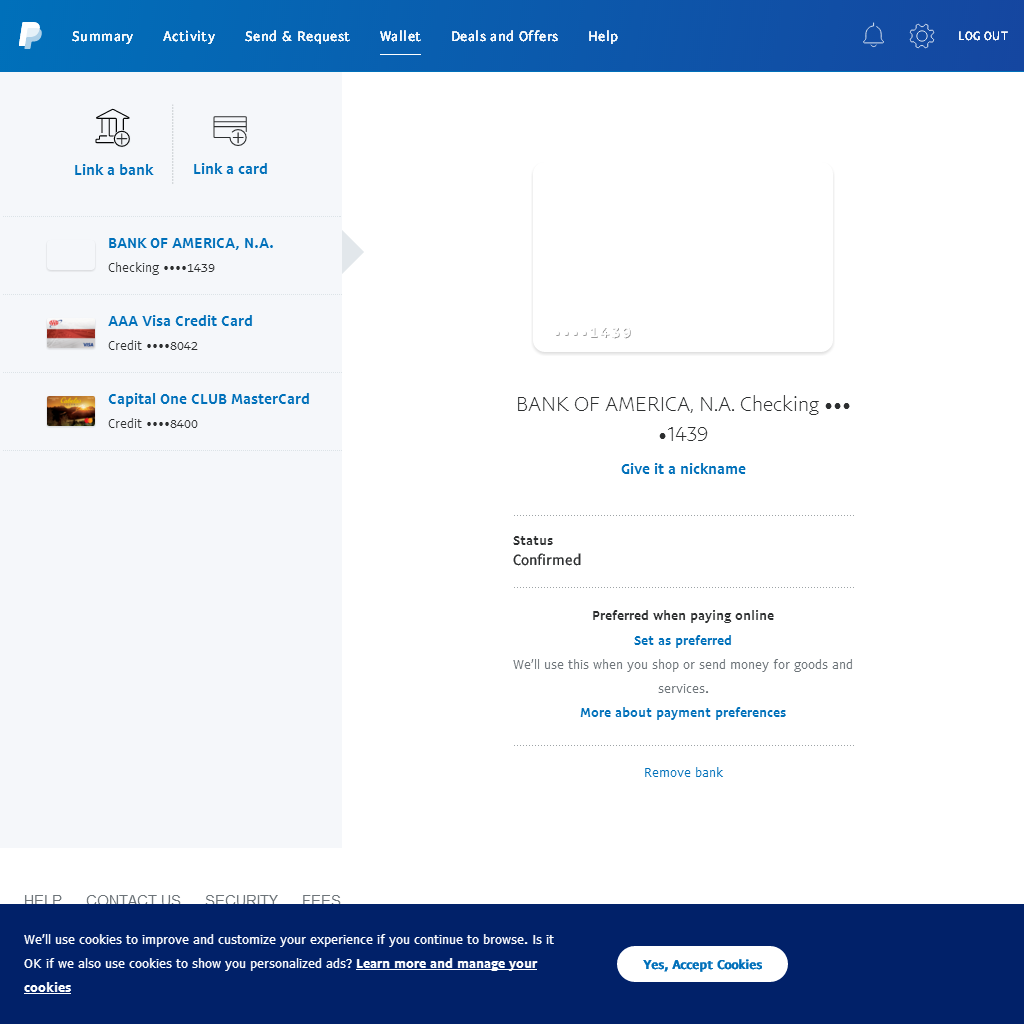 Summary
Activity
Send & Request
Wallet
Deals and Offers
Help
LOG OUT
Link a bank
Link a card
BANK OF AMERICA, N.A.
Checking ••••1439
AAA Visa Credit Card
Credit ••••8042
Capital One CLUB MasterCard
Credit ••••8400
••••1439
BANK OF AMERICA, N.A. Checking •••
•1439
Give it a nickname
Status
Confirmed
Preferred when paying online
Set as preferred
We'll use this when you shop or send money for goods and
services.
More about payment preferences
Remove bank
HELP
CONTACT US
SECURITY
FEES
We'll use cookies to improve and customize your experience if you continue to browse. Is it
OK if we also use cookies to show you personalized ads? Learn more and manage your
cookies
Yes, Accept Cookies